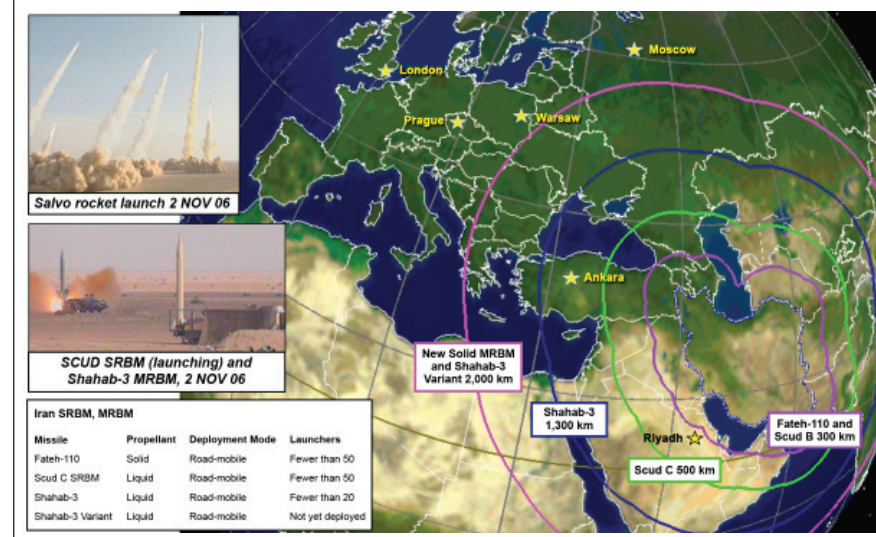 Moscow
London
Prague
Warsaw
Salvo rocket launch 2 NOV 06
Ankara
SCUD SRBM (launching) and
Shahab-3 MRBM, 2 NOV 06
New Solid MRBM
and Shahab-3
Variant 2,000 km
Shahab-3
1,300 km
Riyadh
Fateh-110 and
Scud B 300 km
Scud C 500 km
Iran SRBM, MRBM
Missile Propellant Deployment Mode Launchers
Fateh-110 Solid Road-mobile Fewer than 50
Scud C SRBM Liquid Road-mobile Fewer than 50
Shahab-3 Liquid Road-mobile Fewer than 20
Shahab-3 Variant Liquid Road-mobile Not yet deployed